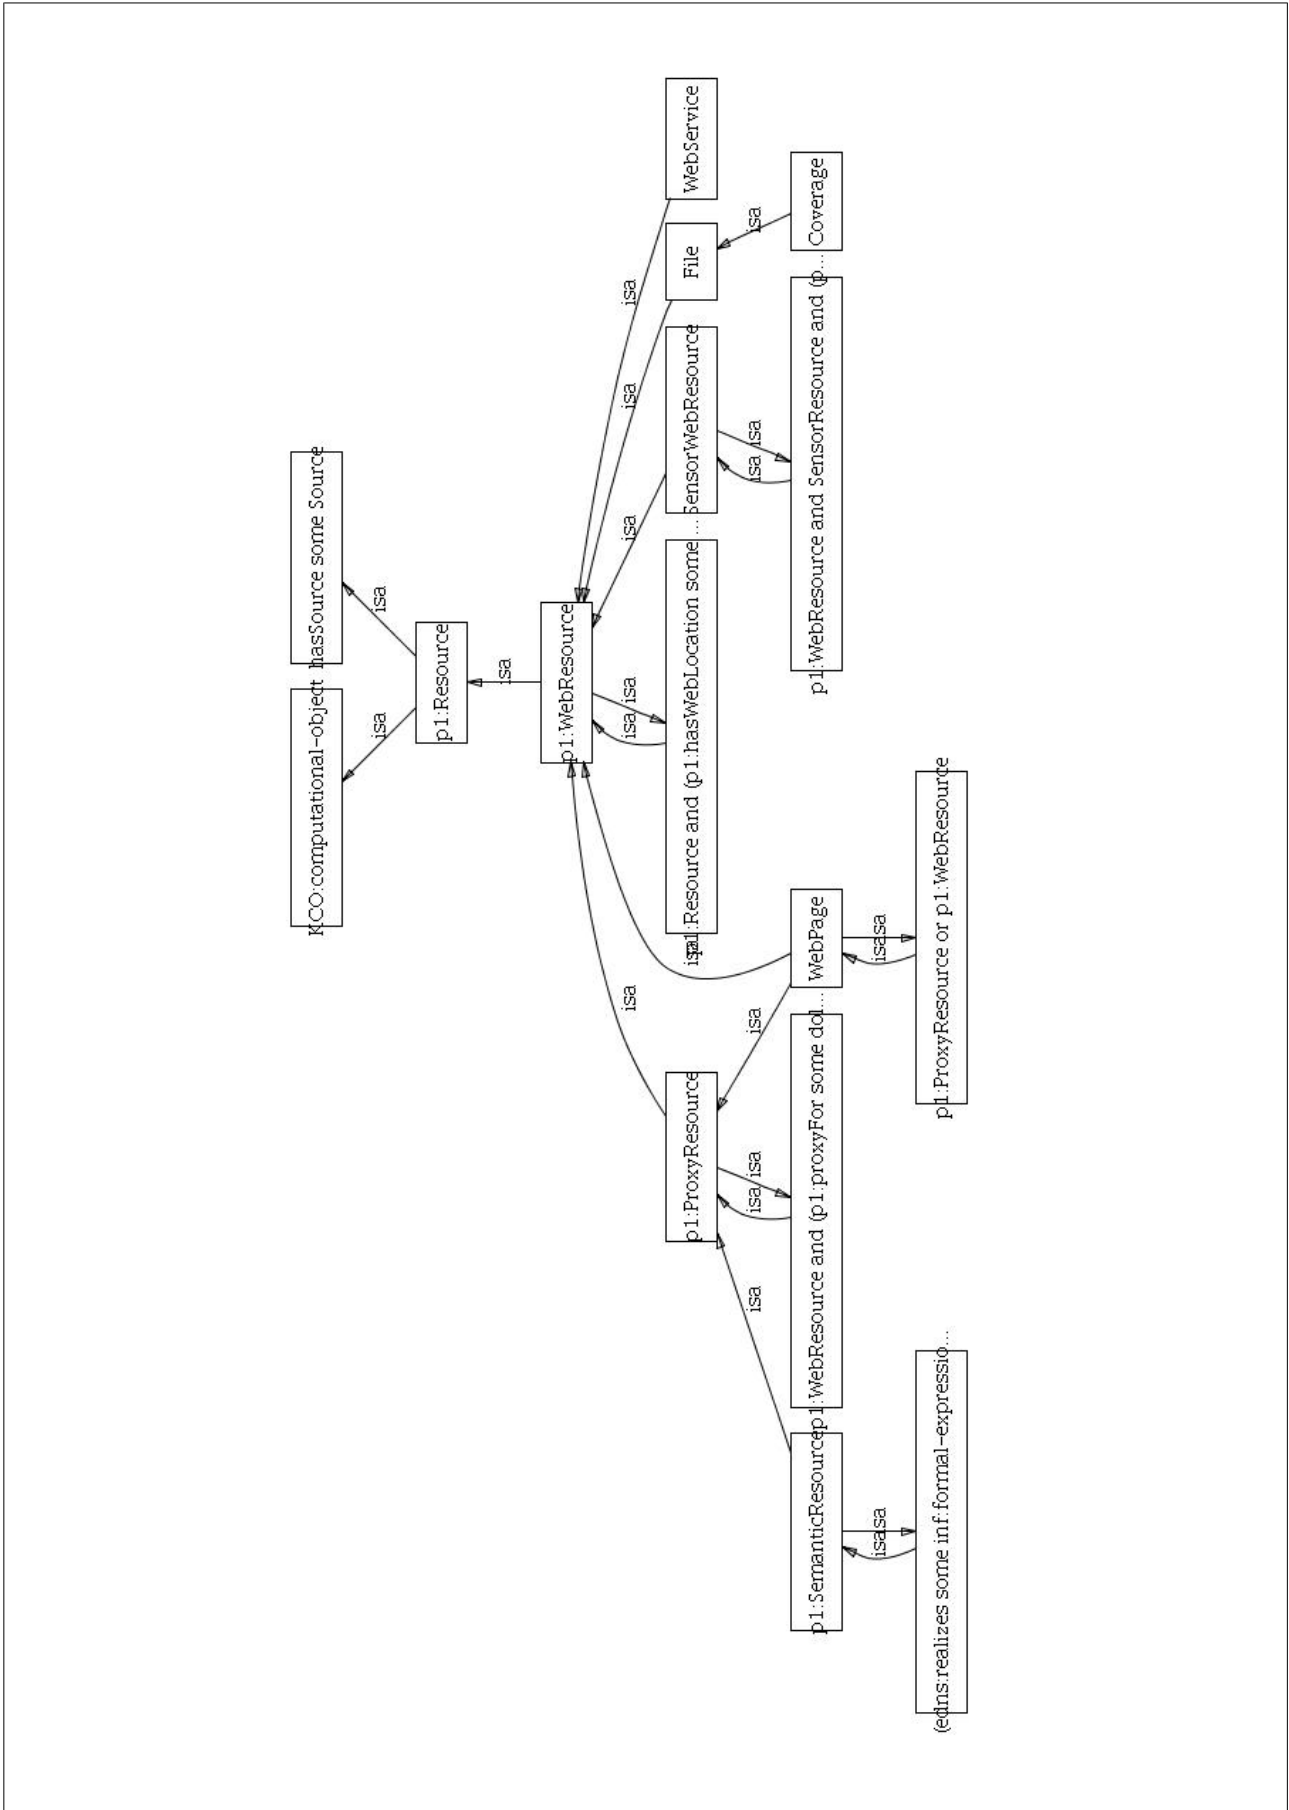 KCO:computational-object
hasSource some Source
isa
isa
p1:Resource
isa
p1:WebResource
isa
isa
isa
isa
isa
isa
isa
p1:ProxyResource
p1:Resource and (p1:hasWebLocation some ...
SensorWebResource
File
WebService
isa
isa
isa
isa
isa
isa
isa
p1:SemanticResource
p1:WebResource and (p1:proxyFor some dol...
WebPage
p1:WebResource and SensorResource and (p...
Coverage
isa
isa
isa
isa
(edns:realizes some inf:formal-expressio...
p1:ProxyResource or p1:WebResource